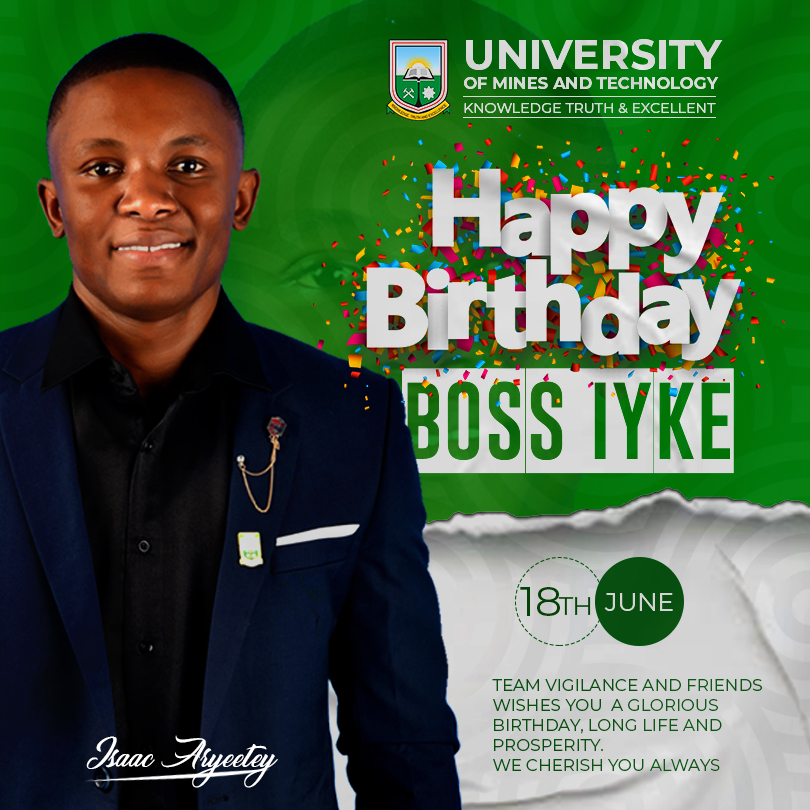 UNIVERSITY
OF MINES AND TECHNOLOGY
KNOWLEDGE TRUTH & EXCELLENT
Happy
Birthday
BOSS IYKE
18TH JUNE
TEAM VIGILANCE AND FRIENDS
WISHES YOU A GLORIOUS
BIRTHDAY, LONG LIFE AND
PROSPERITY.
WE CHERISH YOU ALWAYS
Isaac Aryeetey